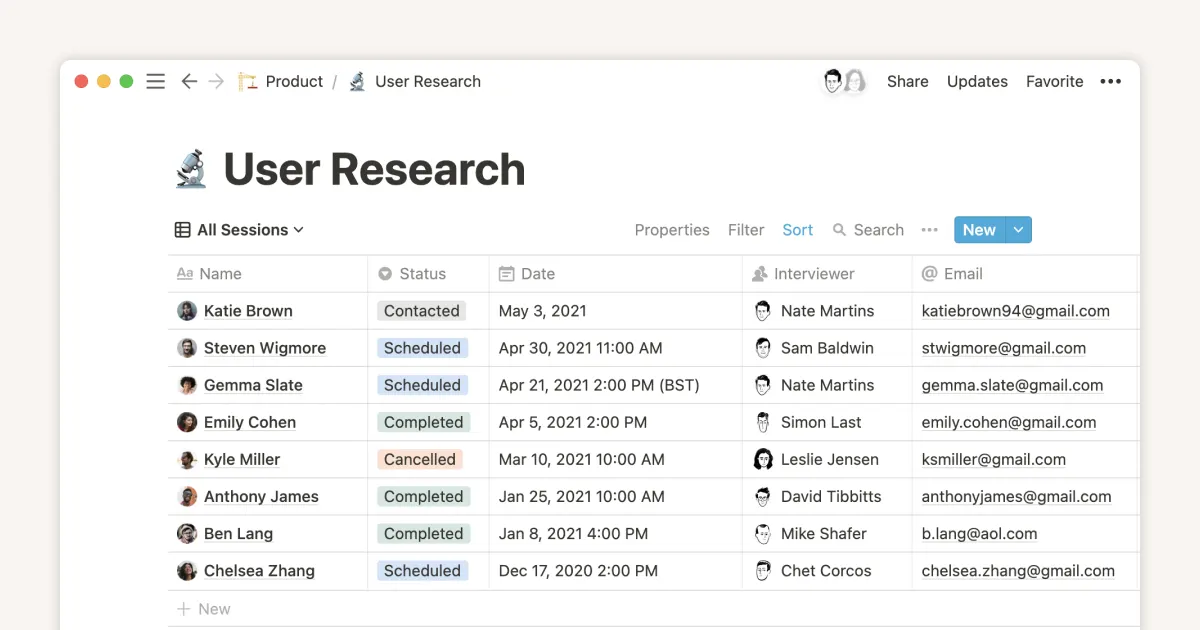 Product / User Research Share Updates Favorite •••
User Research
All Sessions Properties Filter Sort Search ••• New
Aa Name Status Date Interviewer @ Email
Katie Brown Contacted May 3, 2021 Nate Martins katiebrown94@gmail.com
Steven Wigmore Scheduled Apr 30, 2021 11:00 AM Sam Baldwin stwigmore@gmail.com
Gemma Slate Scheduled Apr 21, 2021 2:00 PM (BST) Nate Martins gemma.slate@gmail.com
Emily Cohen Completed Apr 5, 2021 2:00 PM Simon Last emily.cohen@gmail.com
Kyle Miller Cancelled Mar 10, 2021 10:00 AM Leslie Jensen ksmiller@gmail.com
Anthony James Completed Jan 25, 2021 10:00 AM David Tibbitts anthonyjames@gmail.com
Ben Lang Completed Jan 8, 2021 4:00 PM Mike Shafer b.lang@aol.com
Chelsea Zhang Scheduled Dec 17, 2020 2:00 PM Chet Corcos chelsea.zhang@gmail.com
+ New